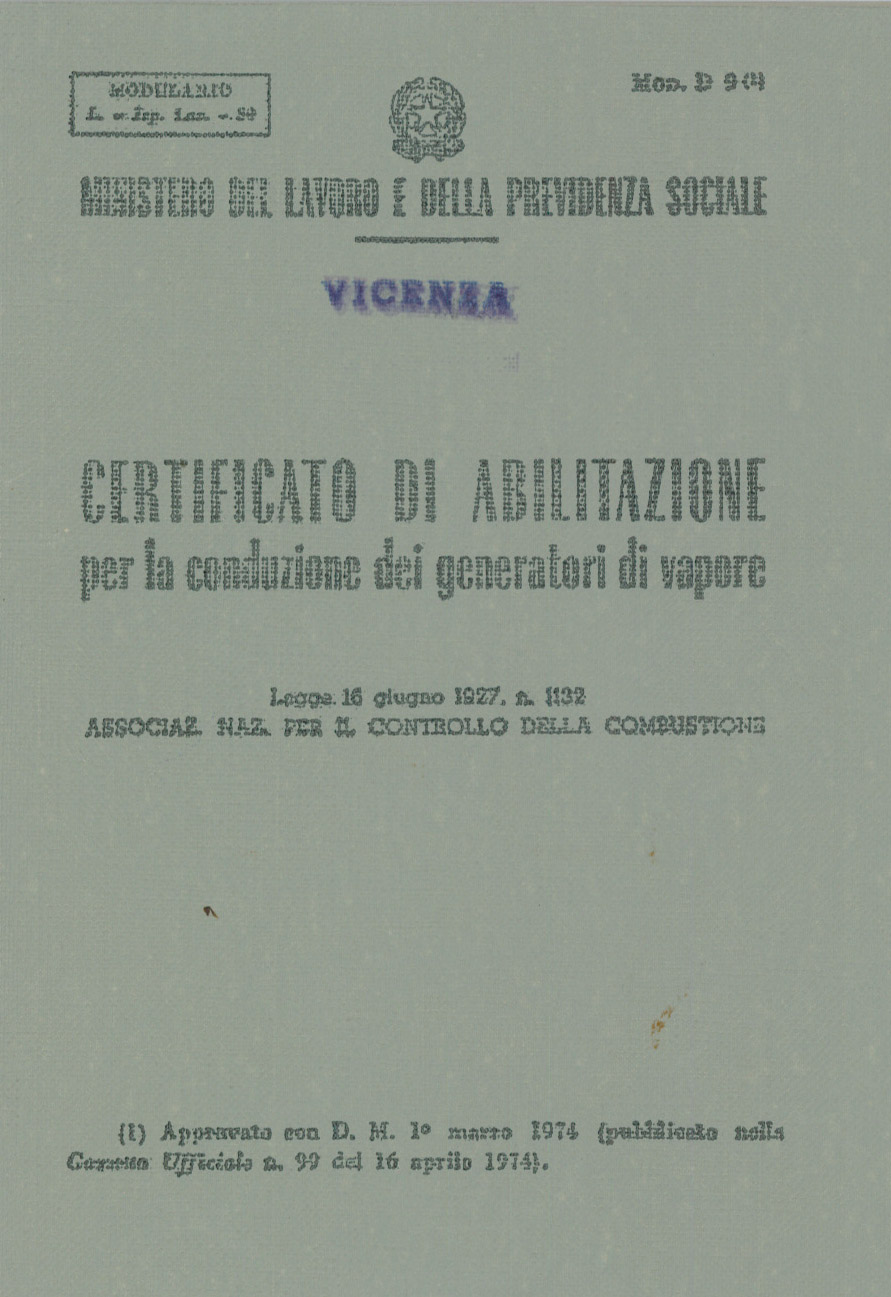 MODULARIO
L. - Isp. Lav. - 50
Mod. D 9 (1)
MINISTERO DEL LAVORO E DELLA PREVIDENZA SOCIALE
VICENZA
CERTIFICATO DI ABILITAZIONE
per la conduzione dei generatori di vapore
Legge 16 giugno 1927, n. 1132
ASSOCIAZ. NAZ. PER IL CONTROLLO DELLA COMBUSTIONE
(1) Approvato con D. M. 1º marzo 1974 (pubblicato nella
Gazzetta Ufficiale n. 99 del 16 aprile 1974).